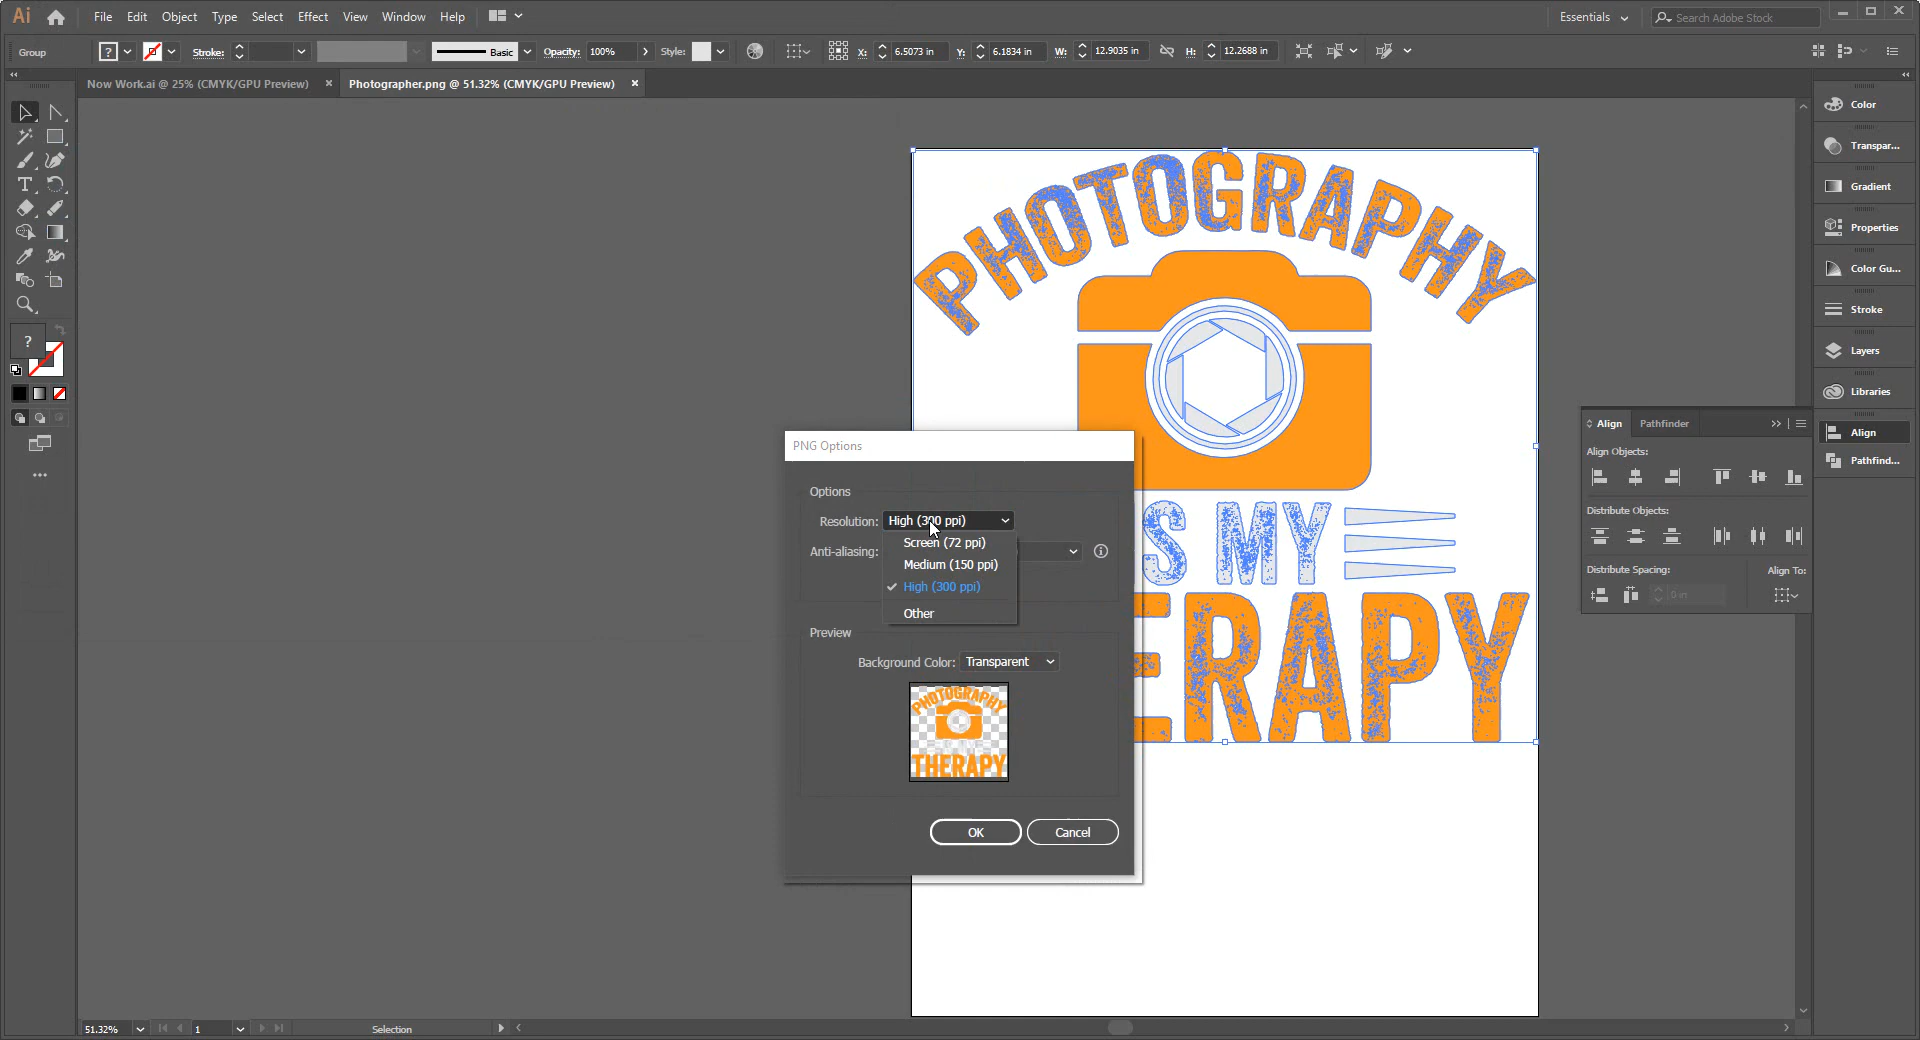 Ai File Edit Object Type Select Effect View Window Help Essentials Search Adobe Stock
Group ? Stroke: Basic Opacity: 100% Style: X: 6.5073 in Y: 6.1834 in W: 12.9035 in H: 12.2688 in
Now Work.ai @ 25% (CMYK/GPU Preview) × Photographer.png @ 51.32% (CMYK/GPU Preview) ×
Color
Transpar...
Gradient
Properties
Color Gu...
Stroke
Layers
Libraries
Align
Pathfind...
?
PHOTOGRAPHY
S MY
ERAPY
Align Pathfinder
Align Objects:
Distribute Objects:
Distribute Spacing: Align To:
0 in
PNG Options
Options
Resolution: High (300 ppi)
Screen (72 ppi)
Anti-aliasing:
Medium (150 ppi)
High (300 ppi)
Other
Preview
Background Color: Transparent
PHOTOGRAPHY
THERAPY
OK Cancel
51.32% 1 Selection